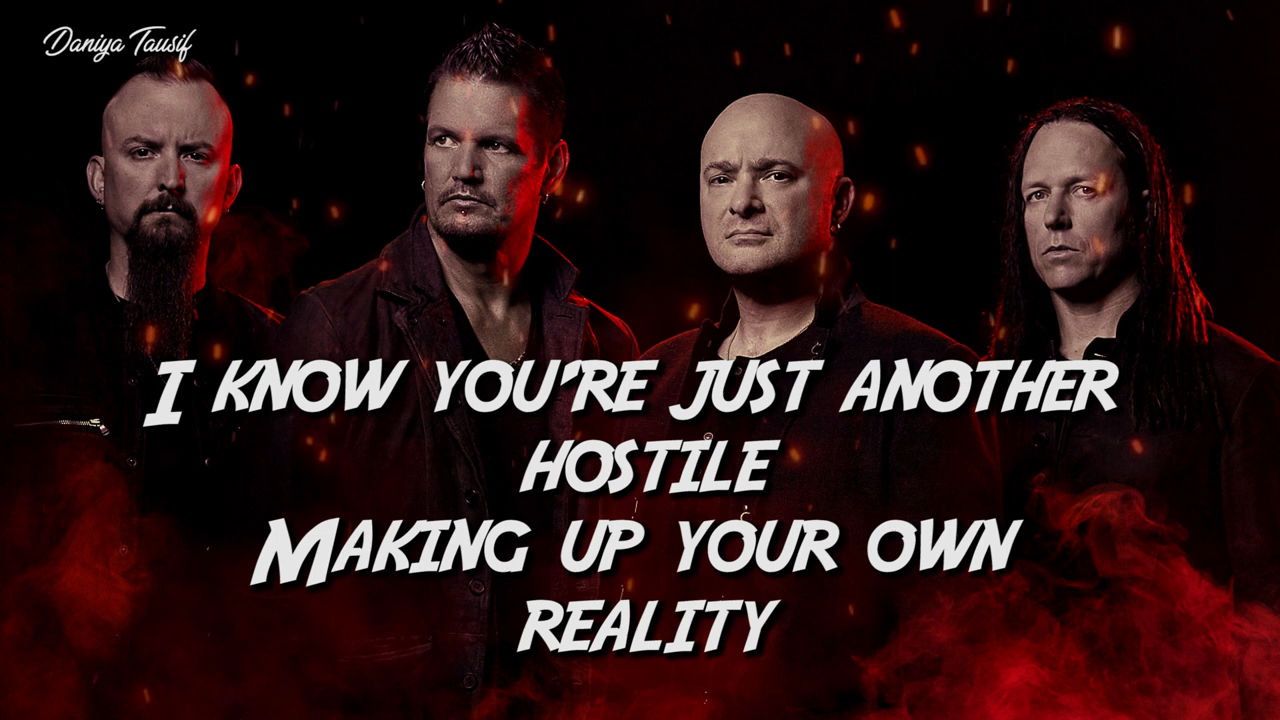 Daniya Tausif
I KNOW YOU'RE JUST ANOTHER
HOSTILE
MAKING UP YOUR OWN
REALITY